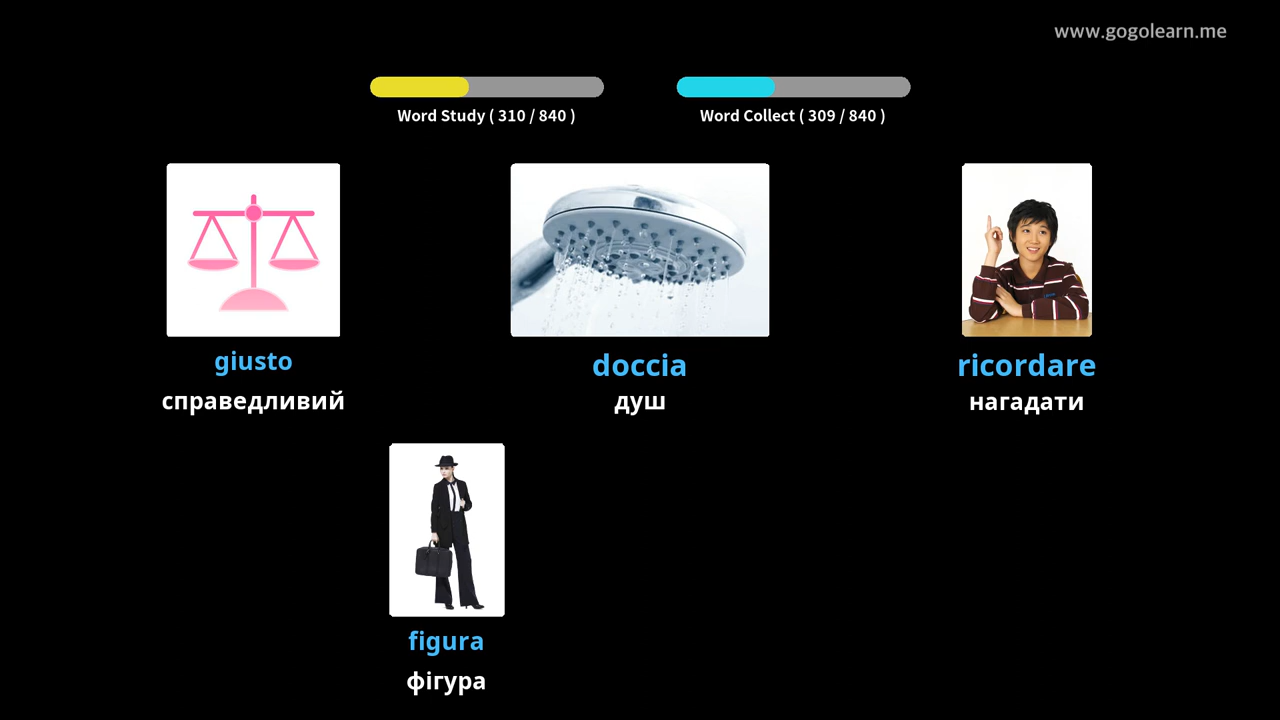 www.gogolearn.me
Word Study ( 310 / 840 )
Word Collect ( 309 / 840 )
giusto
справедливий
doccia
душ
ricordare
нагадати
figura
фігура